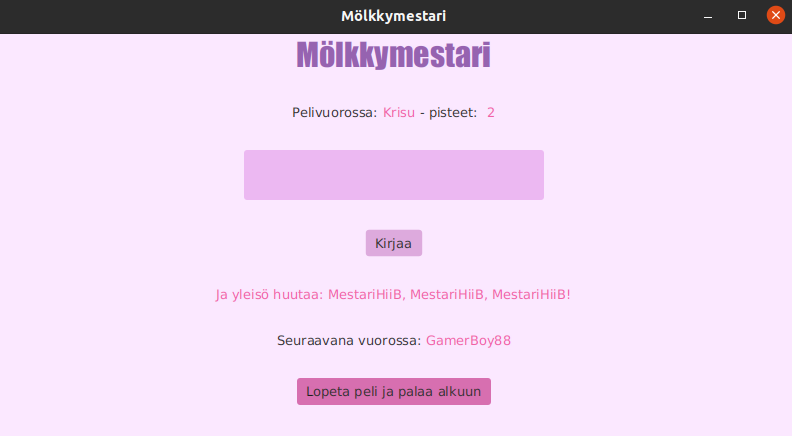 Mölkkymestari
Mölkkymestari
Pelivuorossa: Krisu - pisteet: 2
Kirjaa
Ja yleisö huutaa: MestariHiiB, MestariHiiB, MestariHiiB!
Seuraavana vuorossa: GamerBoy88
Lopeta peli ja palaa alkuun